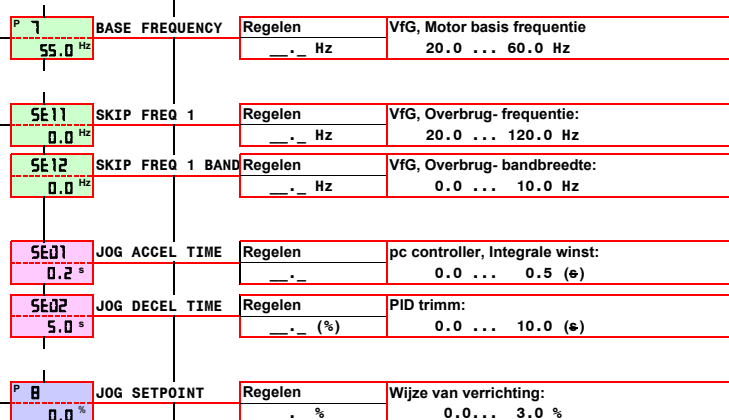 P 7 BASE FREQUENCY Regelen VfG, Motor basis frequentie
55.0 Hz __._ Hz 20.0 ... 60.0 Hz
SE11 SKIP FREQ 1 Regelen VfG, Overbrug- frequentie:
0.0 Hz __._ Hz 20.0 ... 120.0 Hz
SE12 SKIP FREQ 1 BAND Regelen VfG, Overbrug- bandbreedte:
0.0 Hz __._ Hz 0.0 ... 10.0 Hz
SE01 JOG ACCEL TIME Regelen pc controller, Integrale winst:
0.2 s __._ 0.0 ... 0.5 (s)
SE02 JOG DECEL TIME Regelen PID trimm:
5.0 s __._ (%) 0.0 ... 10.0 (s)
P 8 JOG SETPOINT Regelen Wijze van verrichting:
0.0 % . % 0.0... 3.0 %